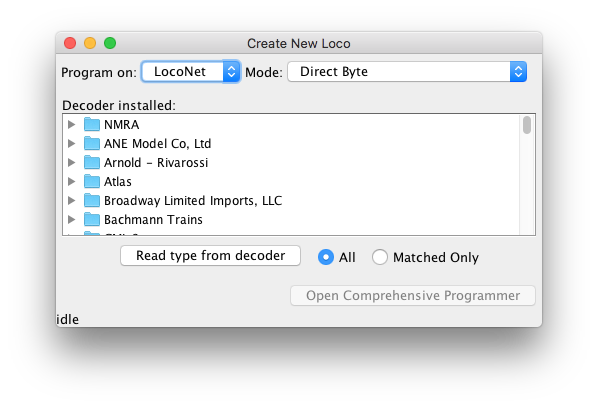 Create New Loco
Program on: LocoNet Mode: Direct Byte
Decoder installed:
NMRA
ANE Model Co, Ltd
Arnold - Rivarossi
Atlas
Broadway Limited Imports, LLC
Bachmann Trains
Read type from decoder All Matched Only
Open Comprehensive Programmer
idle